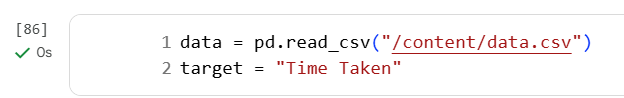 [86]
0s
1 data = pd.read_csv("/content/data.csv")
2 target = "Time Taken"